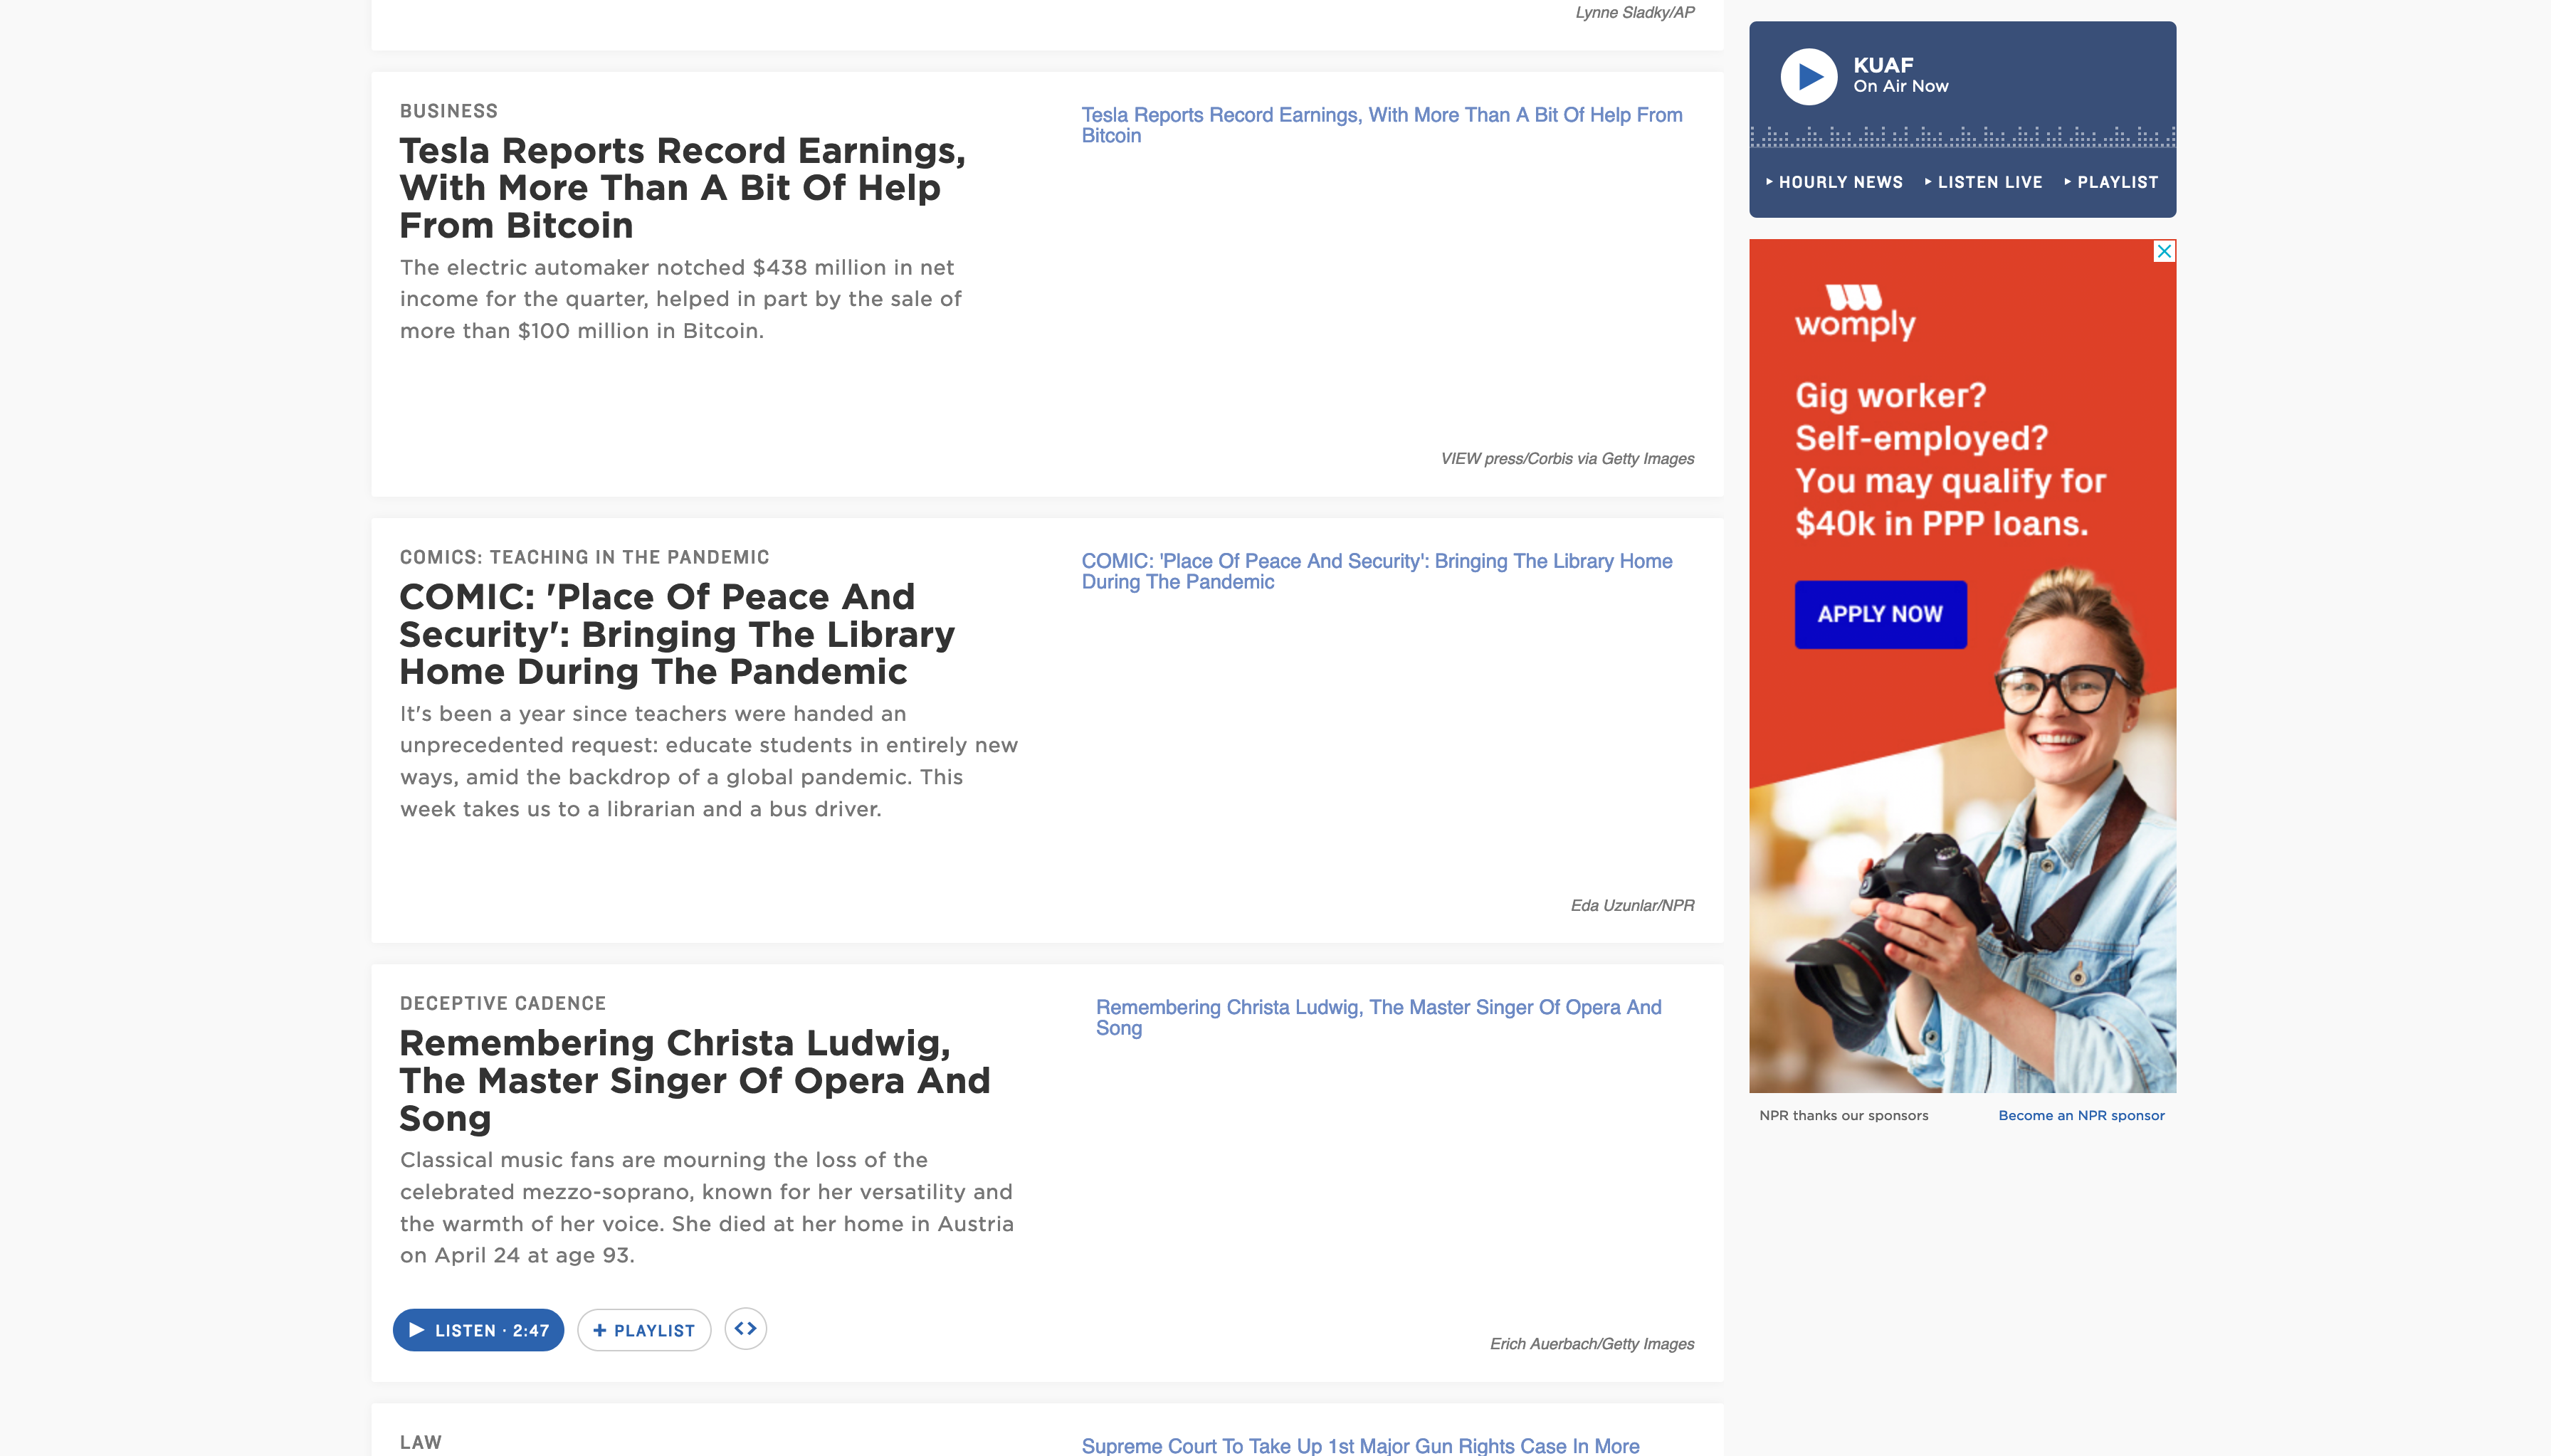 Lynne Sladky/AP
BUSINESS
Tesla Reports Record Earnings,
With More Than A Bit Of Help
From Bitcoin
The electric automaker notched $438 million in net
income for the quarter, helped in part by the sale of
more than $100 million in Bitcoin.
Tesla Reports Record Earnings, With More Than A Bit Of Help From
Bitcoin
VIEW press/Corbis via Getty Images
COMICS: TEACHING IN THE PANDEMIC
COMIC: 'Place Of Peace And
Security': Bringing The Library
Home During The Pandemic
It's been a year since teachers were handed an
unprecedented request: educate students in entirely new
ways, amid the backdrop of a global pandemic. This
week takes us to a librarian and a bus driver.
COMIC: 'Place Of Peace And Security': Bringing The Library Home
During The Pandemic
Eda Uzunlar/NPR
DECEPTIVE CADENCE
Remembering Christa Ludwig,
The Master Singer Of Opera And
Song
Classical music fans are mourning the loss of the
celebrated mezzo-soprano, known for her versatility and
the warmth of her voice. She died at her home in Austria
on April 24 at age 93.
LISTEN · 2:47
+ PLAYLIST
<>
Remembering Christa Ludwig, The Master Singer Of Opera And
Song
Erich Auerbach/Getty Images
LAW
Supreme Court To Take Up 1st Major Gun Rights Case In More
KUAF
On Air Now
HOURLY NEWS
LISTEN LIVE
PLAYLIST
womply
Gig worker?
Self-employed?
You may qualify for
$40k in PPP loans.
APPLY NOW
NPR thanks our sponsors
Become an NPR sponsor